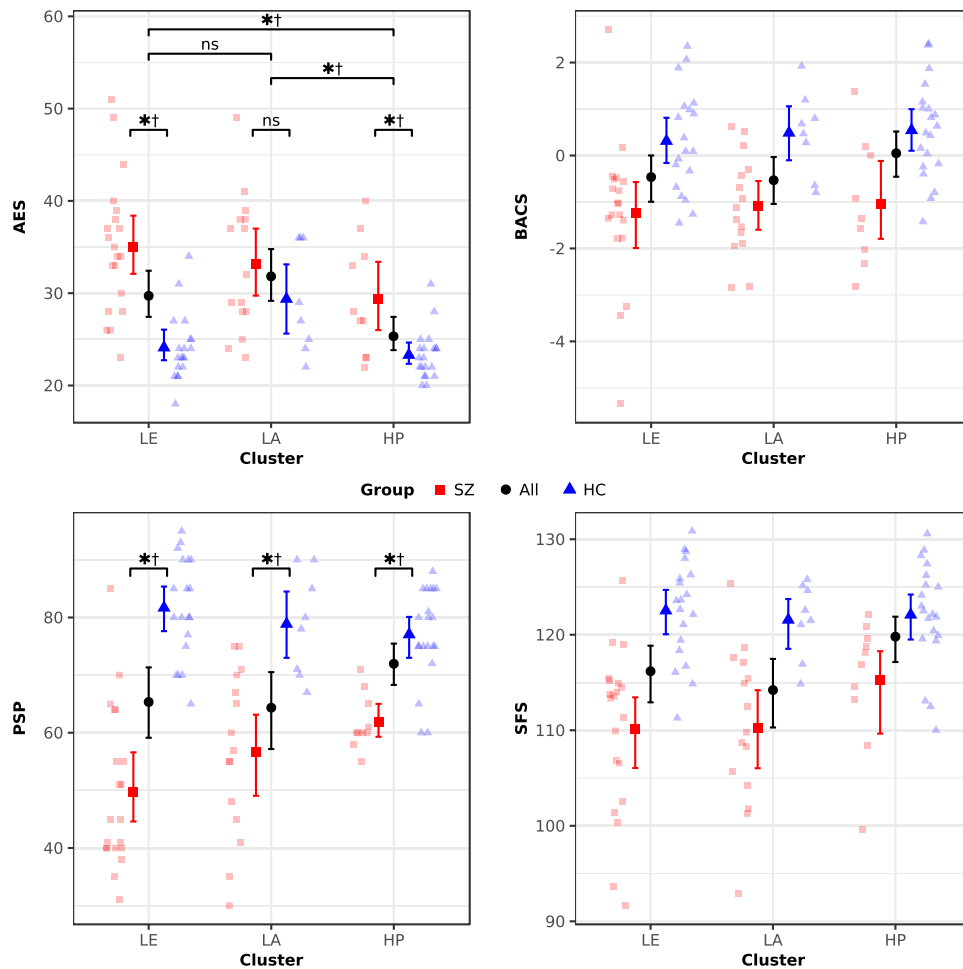 60
50
40
30
20
AES
✱†
ns
✱†
✱†
ns
✱†
LE
LA
HP
Cluster
2
0
-2
-4
BACS
LE
LA
HP
Cluster
Group SZ All HC
80
60
40
PSP
✱†
✱†
✱†
LE
LA
HP
Cluster
130
120
110
100
90
SFS
LE
LA
HP
Cluster